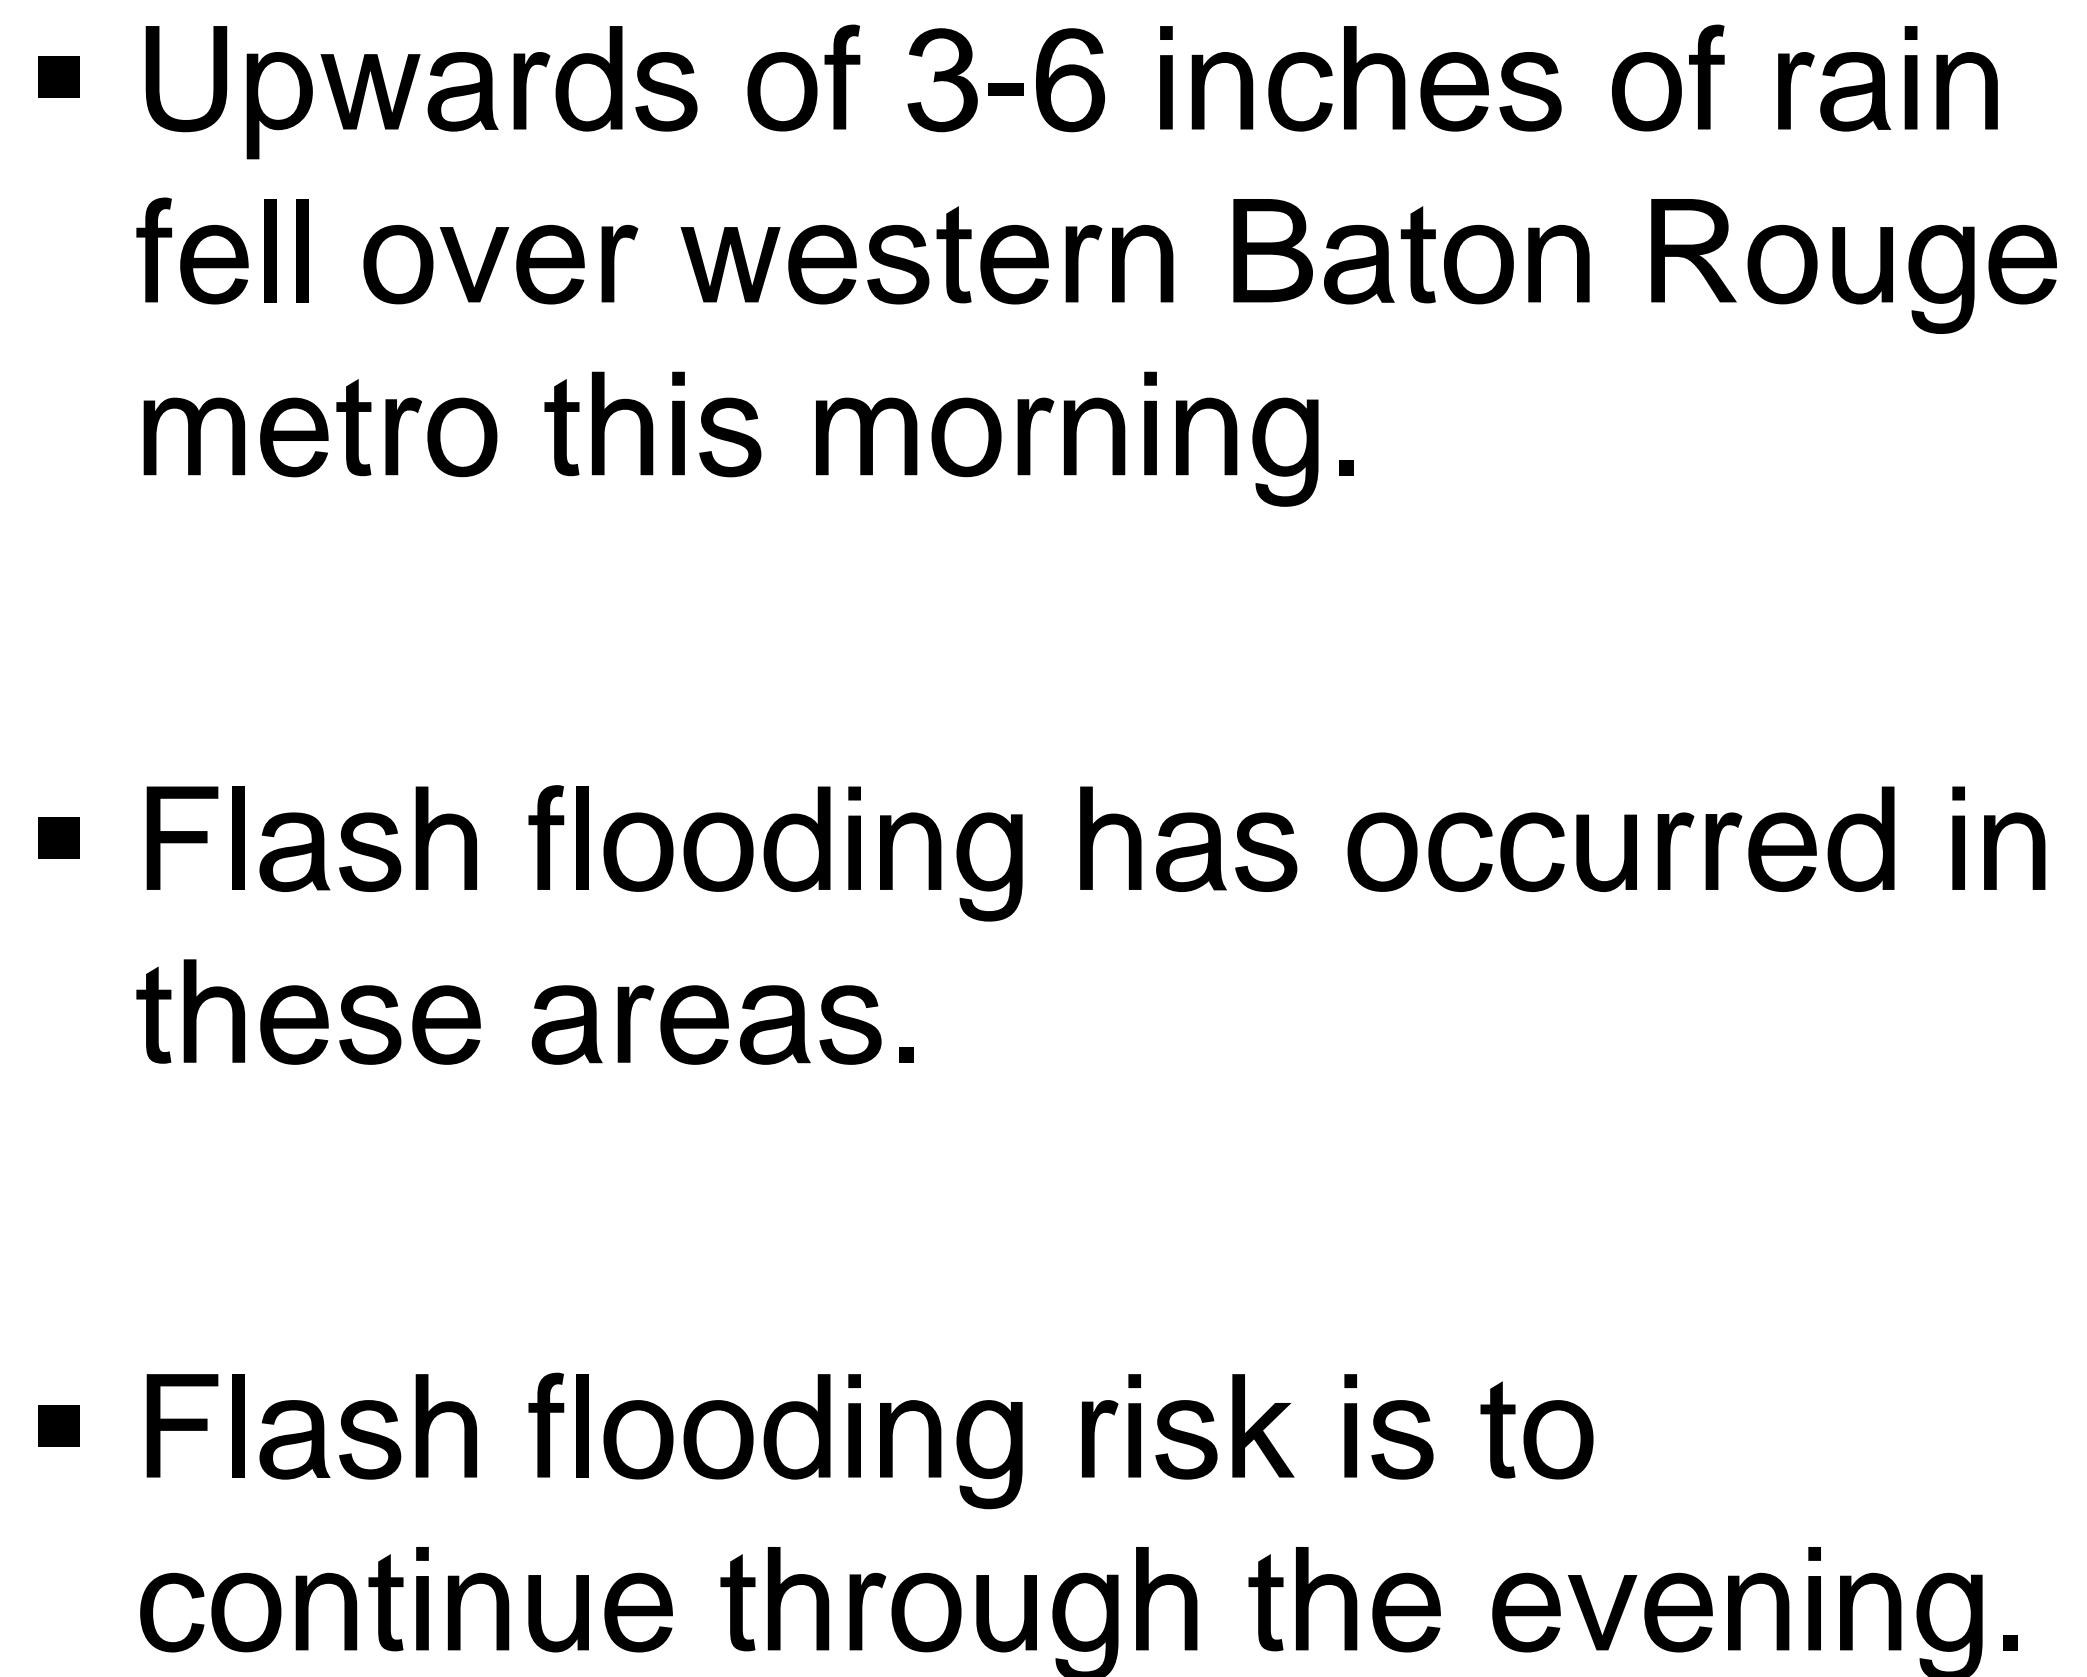 ▪ Upwards of 3-6 inches of rain
fell over western Baton Rouge
metro this morning.
▪ Flash flooding has occurred in
these areas.
▪ Flash flooding risk is to
continue through the evening.